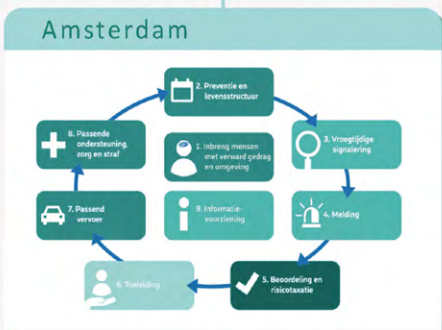 Amsterdam
2. Preventie en
levensstructuur
8. Passende
ondersteuning,
zorg en straf
1. Inbreng mensen
met verward gedrag
en omgeving
3. Vroegtijdige
signalering
7. Passend
vervoer
9. Informatie-
voorziening
4. Melding
6. Toeleiding
5. Beoordeling en
risicotaxatie